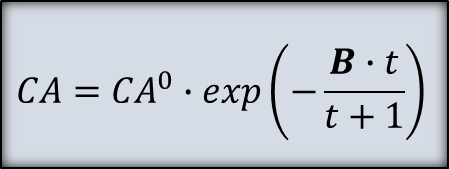 CA = CA⁰ · exp(−(B · t)/(t + 1))